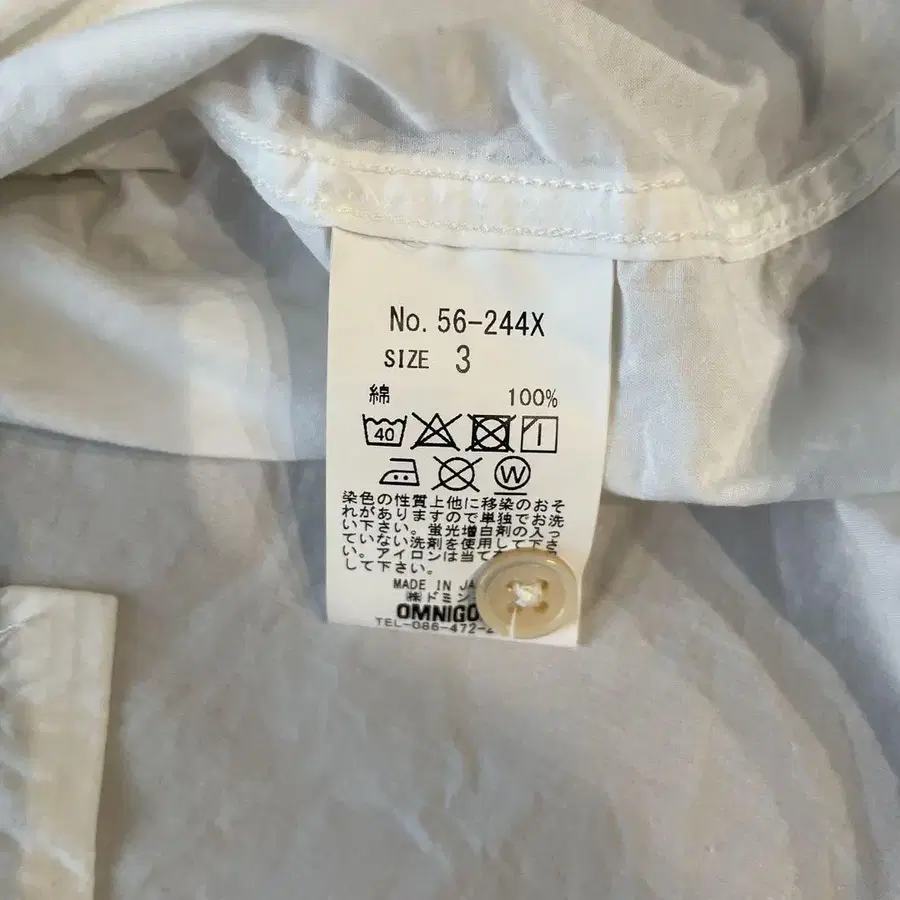 No. 56-244X
SIZE 3
綿 100%
40
W
染色の性質上他に移染のおそ
れがありますので単独でお洗
い下さい。蛍光増白剤の入っ
ていない洗剤を使用して下さ
い。アイロンは当て
して下さい。
MADE IN JA
㈱ドミン
OMNIGO
TEL-086-472-2